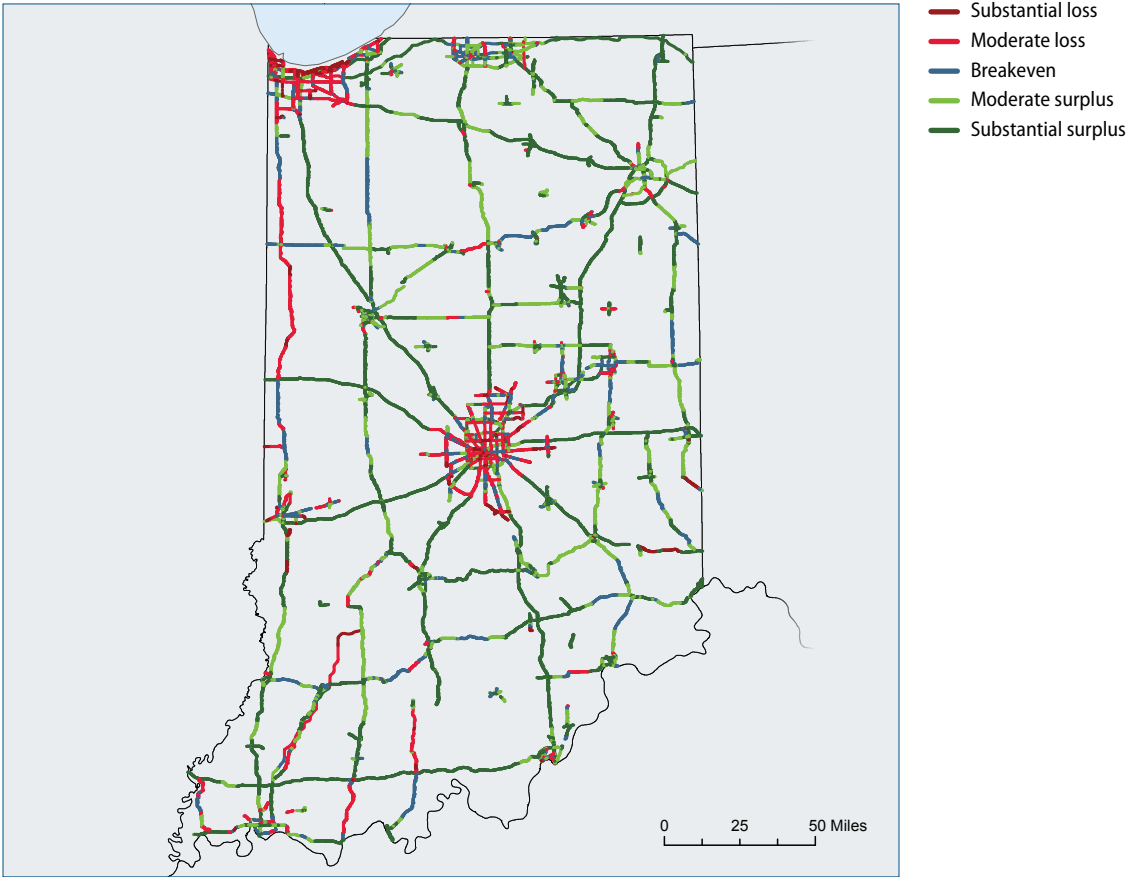 Substantial loss
Moderate loss
Breakeven
Moderate surplus
Substantial surplus
0 25 50 Miles